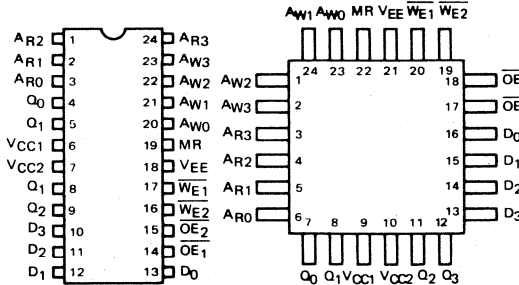 AR2 1 24 AR3
AR1 2 23 AW3
AR0 3 22 AW2
Q0 4 21 AW1
Q1 5 20 AW0
VCC1 6 19 MR
VCC2 7 18 VEE
Q1 8 17 WE1
Q2 9 16 WE2
D3 10 15 OE2
D2 11 14 OE1
D1 12 13 D0
AW1 AW0 MR VEE WE1 WE2
24 23 22 21 20 19
AW2 1 18 OE
AW3 2 17 OE
AR3 3 16 D0
AR2 4 15 D1
AR1 5 14 D2
AR0 6 13 D3
7 8 9 10 11 12
Q0 Q1 VCC1 VCC2 Q2 Q3